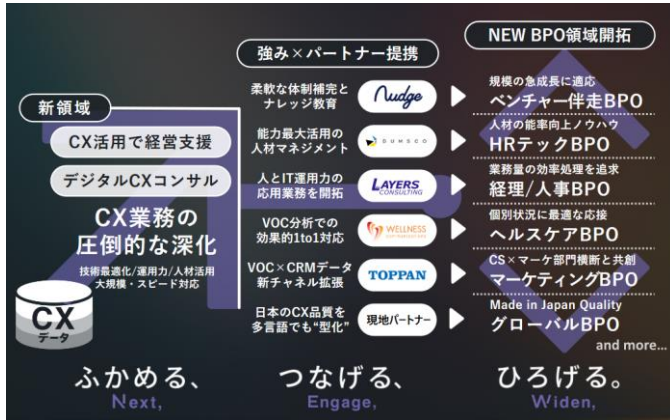 新領域
CX活用で経営支援
デジタルCXコンサル
CX業務の
圧倒的な深化
技術最適化/運用力/人材活用
大規模・スピード対応
CX
データ
ふかめる、
Next,
強み×パートナー提携
柔軟な体制補完と
ナレッジ教育
Nudge
能力最大活用の
人材マネジメント
DUMSCO
人とIT運用力の
応用業務を開拓
LAYERS
CONSULTING
VOC分析での
効果的1to1対応
WELLNESS
VOC×CRMデータ
新チャネル拡張
TOPPAN
日本のCX品質を
多言語でも“型化”
現地パートナー
つなげる、
Engage,
NEW BPO領域開拓
規模の急成長に適応
ベンチャー伴走BPO
人材の能率向上ノウハウ
HRテックBPO
業務量の効率処理を追求
経理/人事BPO
個別状況に最適な応接
ヘルスケアBPO
CS×マーケ部門横断と共創
マーケティングBPO
Made in Japan Quality
グローバルBPO
and more...
ひろげる。
Widen,